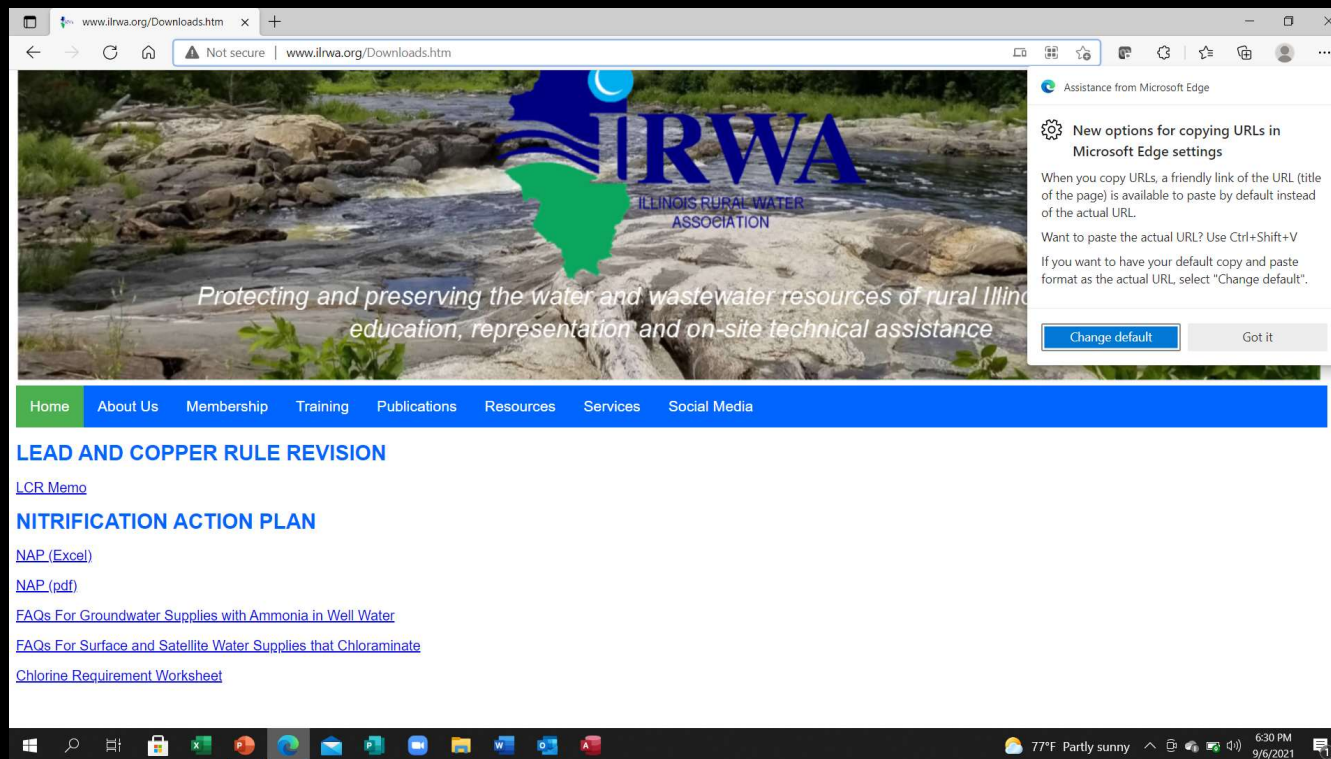 www.ilrwa.org/Downloads.htm
Not secure | www.ilrwa.org/Downloads.htm
Assistance from Microsoft Edge
New options for copying URLs in
Microsoft Edge settings
When you copy URLs, a friendly link of the URL (title
of the page) is available to paste by default instead
of the actual URL.
Want to paste the actual URL? Use Ctrl+Shift+V
If you want to have your default copy and paste
format as the actual URL, select "Change default".
Change default
Got it
IRWA
ILLINOIS RURAL WATER
ASSOCIATION
Protecting and preserving the water and wastewater resources of rural
education, representation and on-site technical assistance
Home About Us Membership Training Publications Resources Services Social Media
LEAD AND COPPER RULE REVISION
LCR Memo
NITRIFICATION ACTION PLAN
NAP (Excel)
NAP (pdf)
FAQs For Groundwater Supplies with Ammonia in Well Water
FAQs For Surface and Satellite Water Supplies that Chloraminate
Chlorine Requirement Worksheet
77°F Partly sunny
6:30 PM
9/6/2021